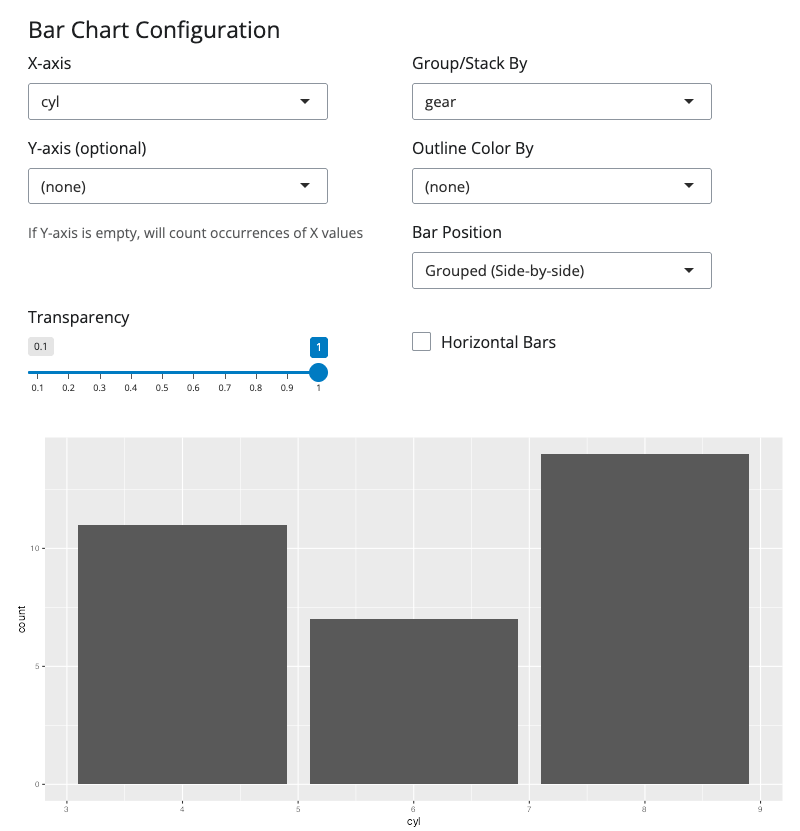 Bar Chart Configuration
X-axis
Group/Stack By
cyl
gear
Y-axis (optional)
Outline Color By
(none)
(none)
If Y-axis is empty, will count occurrences of X values
Bar Position
Grouped (Side-by-side)
Transparency
0.1
1
Horizontal Bars
0.1 0.2 0.3 0.4 0.5 0.6 0.7 0.8 0.9 1
10
count
5
0
3 4 5 6 7 8 9
cyl